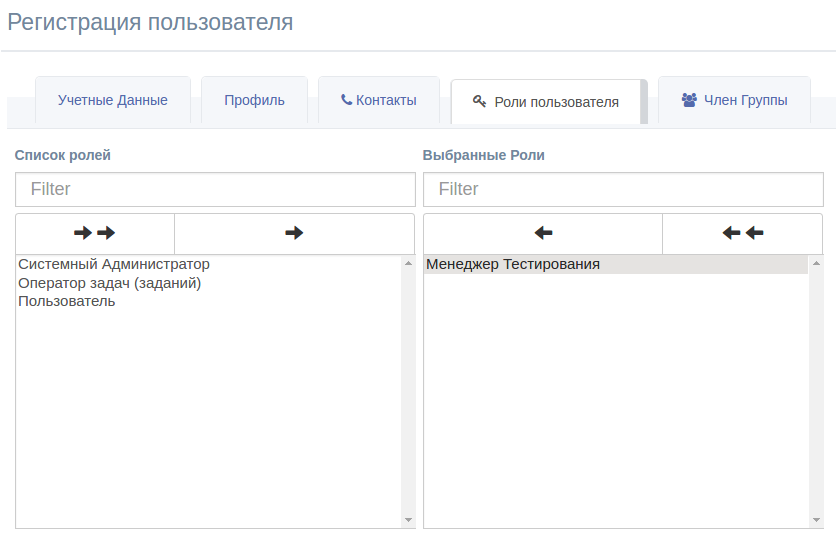 Регистрация пользователя
Учетные Данные
Профиль
Контакты
Роли пользователя
Член Группы
Список ролей
Выбранные Роли
Filter
Filter
Системный Администратор
Оператор задач (заданий)
Пользователь
Менеджер Тестирования